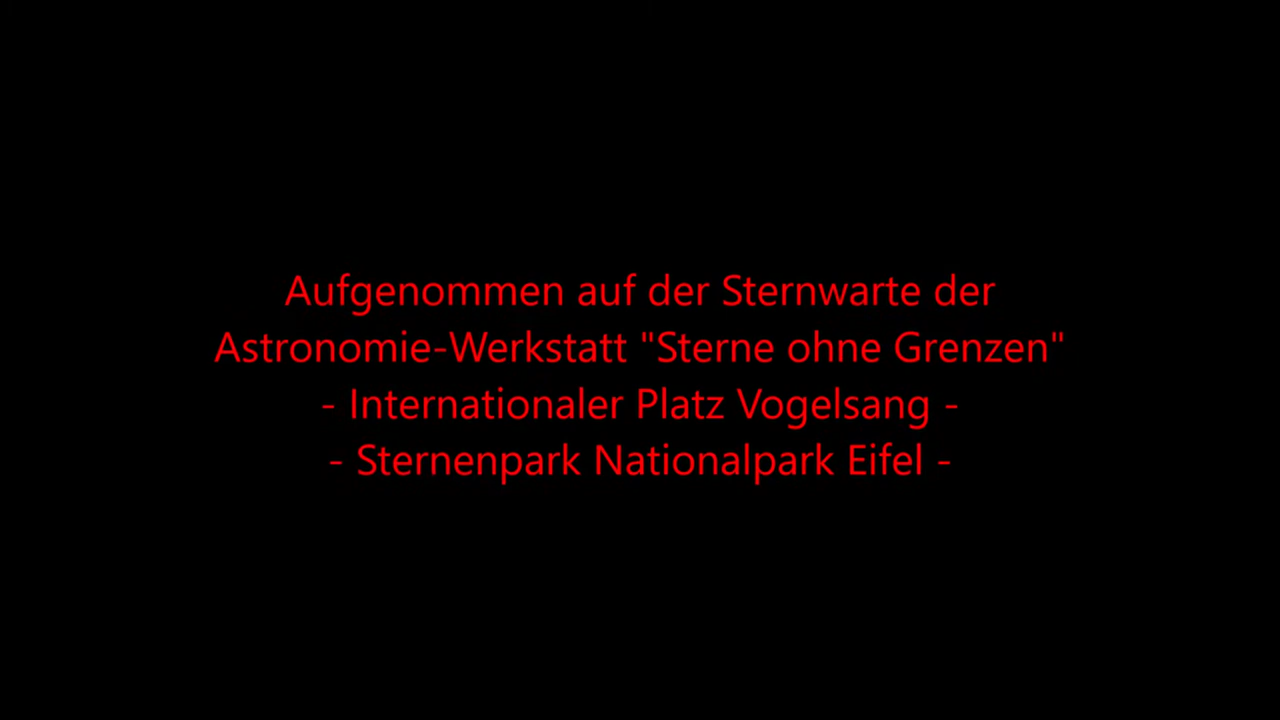 Aufgenommen auf der Sternwarte der
Astronomie-Werkstatt "Sterne ohne Grenzen"
- Internationaler Platz Vogelsang -
- Sternenpark Nationalpark Eifel -